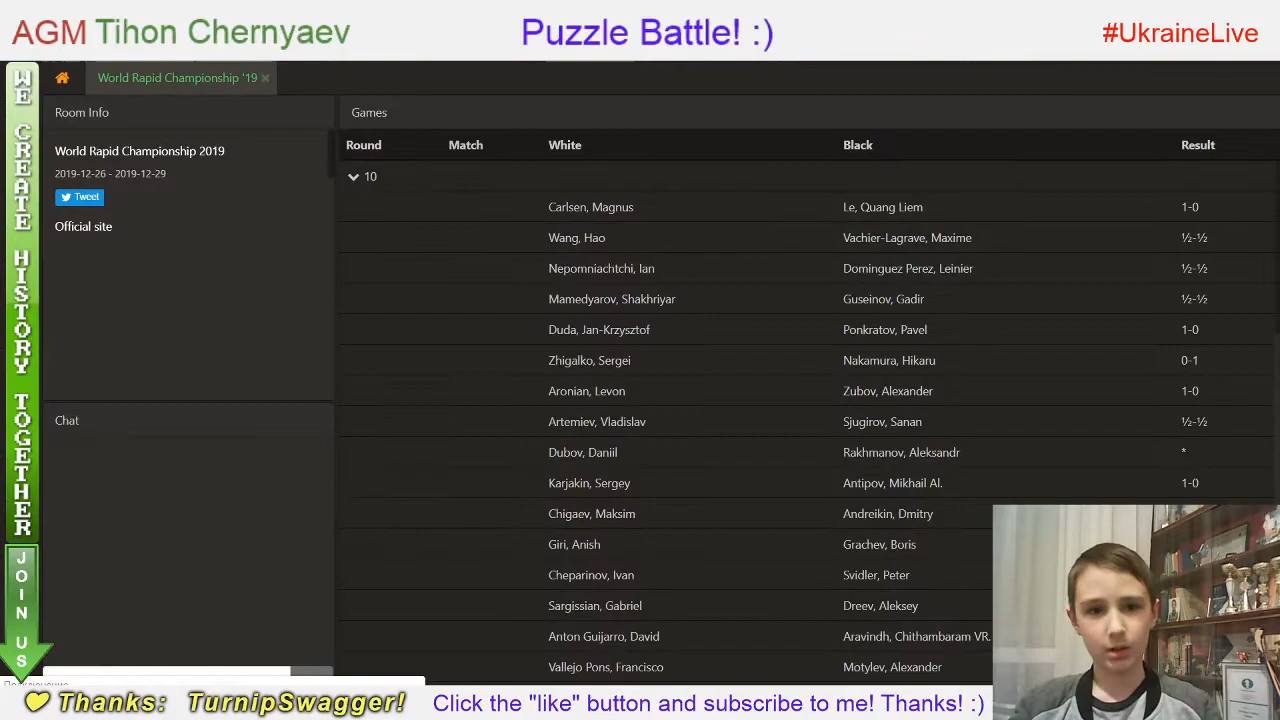 AGM Tihon Chernyaev
Puzzle Battle! :)
#UkraineLive
WE CREATE HISTORY TOGETHER
JOIN US
World Rapid Championship '19 ×
Room Info
World Rapid Championship 2019
2019-12-26 - 2019-12-29
Tweet
Official site
Chat
Games
Round Match White Black Result
10
Carlsen, Magnus Le, Quang Liem 1-0
Wang, Hao Vachier-Lagrave, Maxime ½-½
Nepomniachtchi, Ian Dominguez Perez, Leinier ½-½
Mamedyarov, Shakhriyar Guseinov, Gadir ½-½
Duda, Jan-Krzysztof Ponkratov, Pavel 1-0
Zhigalko, Sergei Nakamura, Hikaru 0-1
Aronian, Levon Zubov, Alexander 1-0
Artemiev, Vladislav Sjugirov, Sanan ½-½
Dubov, Daniil Rakhmanov, Aleksandr *
Karjakin, Sergey Antipov, Mikhail Al. 1-0
Chigaev, Maksim Andreikin, Dmitry
Giri, Anish Grachev, Boris
Cheparinov, Ivan Svidler, Peter
Sargissian, Gabriel Dreev, Aleksey
Anton Guijarro, David Aravindh, Chithambaram VR.
Vallejo Pons, Francisco Motylev, Alexander
Thanks: TurnipSwagger!
Click the "like" button and subscribe to me! Thanks! :)